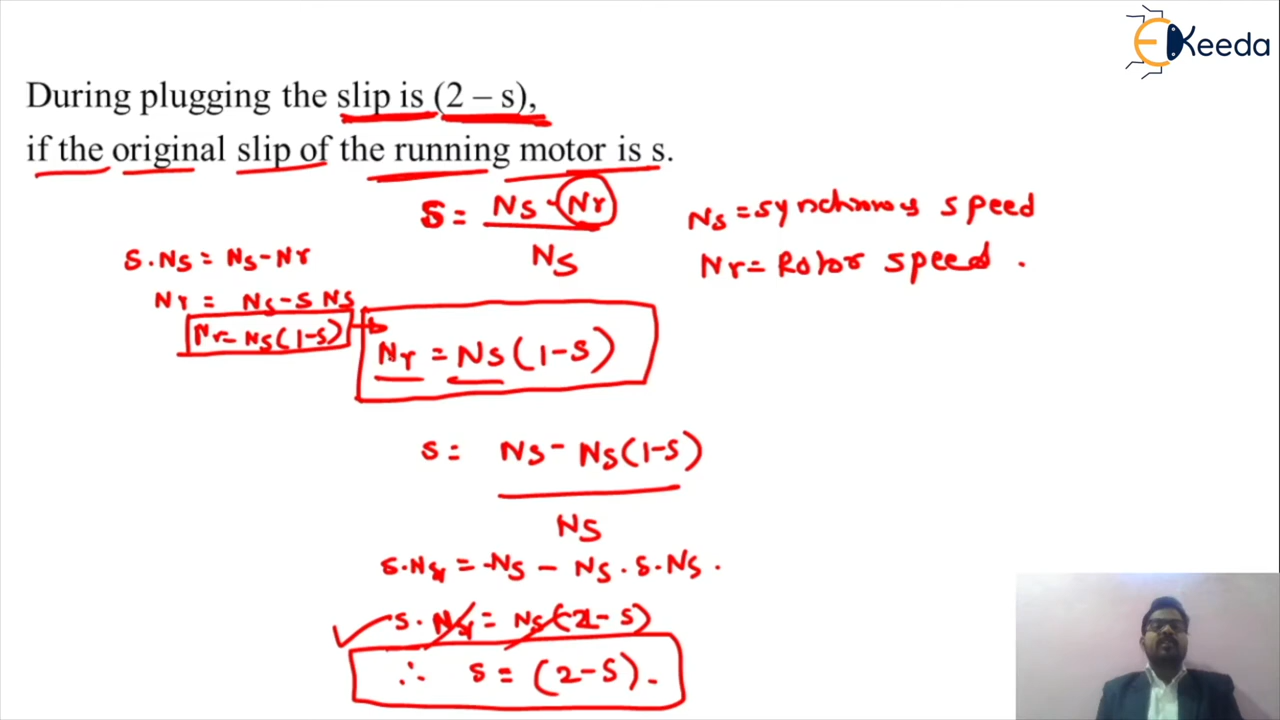 EKeeda
During plugging the slip is (2 – s),
if the original slip of the running motor is s.
S = Ns - Nr
Ns
Ns = synchronous speed
Nr = Rotor speed .
S.Ns = Ns - Nr
Nr = Ns - S Ns
Nr = Ns (1-S)
Nr = Ns (1-S)
S = Ns - Ns (1-S)
Ns
S.Ns = -Ns - Ns . S.Ns .
S. Ns = Ns (2 - S)
∴ S = (2-S).